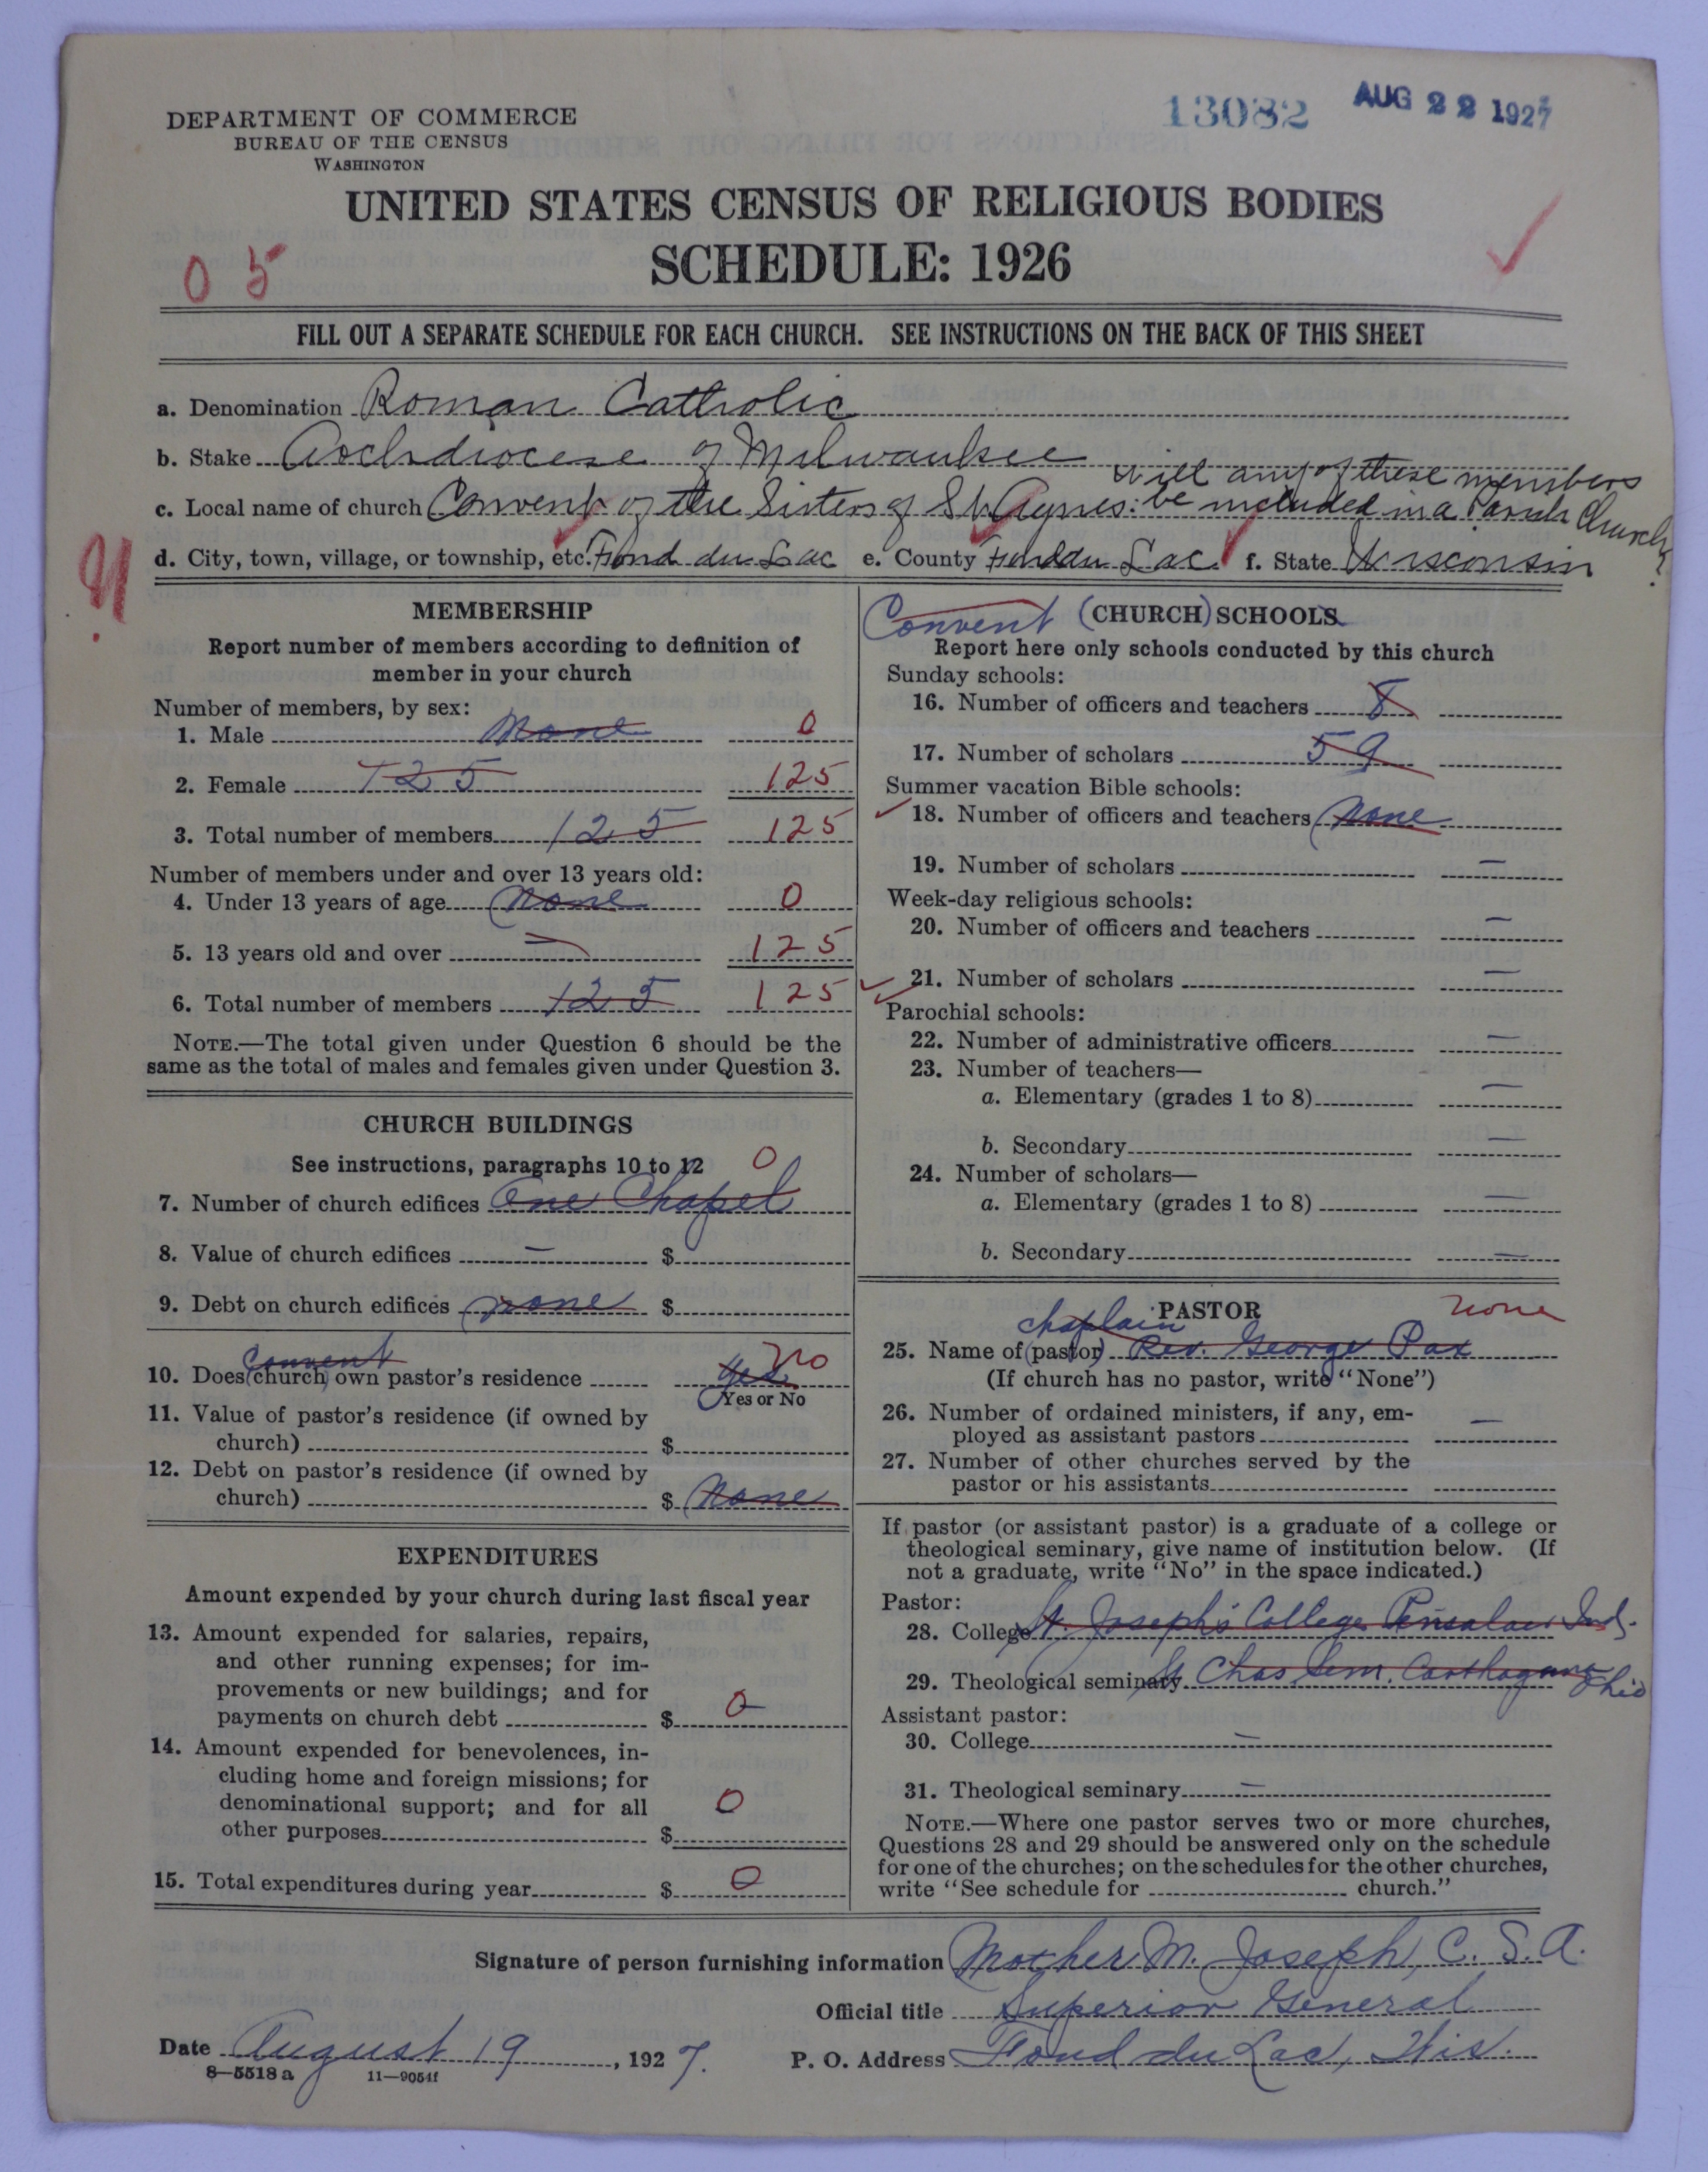 13082 AUG 22 1927
DEPARTMENT OF COMMERCE
BUREAU OF THE CENSUS
WASHINGTON
UNITED STATES CENSUS OF RELIGIOUS BODIES
SCHEDULE: 1926
0 5
FILL OUT A SEPARATE SCHEDULE FOR EACH CHURCH. SEE INSTRUCTIONS ON THE BACK OF THIS SHEET
a. Denomination Roman Catholic
b. Stake Archdiocese of Milwaukee
will any of these members
c. Local name of church Convent of the Sisters of St. Agnes. be included in a Parish Church?
d. City, town, village, or township, etc. Fond du Lac e. County Fond du Lac f. State Wisconsin
MEMBERSHIP
Report number of members according to definition of
member in your church
Number of members, by sex:
1. Male None 0
2. Female 125 125
3. Total number of members 125 125
Number of members under and over 13 years old:
4. Under 13 years of age None 0
5. 13 years old and over — 125
6. Total number of members 125 125
NOTE.—The total given under Question 6 should be the
same as the total of males and females given under Question 3.
CHURCH BUILDINGS
See instructions, paragraphs 10 to 12 0
7. Number of church edifices One Chapel
8. Value of church edifices — $
9. Debt on church edifices none $
Convent
10. Does (church) own pastor's residence Yes No
Yes or No
11. Value of pastor's residence (if owned by
church) $
12. Debt on pastor's residence (if owned by
church) $ None
EXPENDITURES
Amount expended by your church during last fiscal year
13. Amount expended for salaries, repairs,
and other running expenses; for im-
provements or new buildings; and for
payments on church debt $ 0
14. Amount expended for benevolences, in-
cluding home and foreign missions; for
denominational support; and for all
other purposes $ 0
15. Total expenditures during year $ 0
Convent (CHURCH) SCHOOLS
Report here only schools conducted by this church
Sunday schools:
16. Number of officers and teachers 8
17. Number of scholars 59
Summer vacation Bible schools:
18. Number of officers and teachers None
19. Number of scholars —
Week-day religious schools:
20. Number of officers and teachers —
21. Number of scholars —
Parochial schools:
22. Number of administrative officers —
23. Number of teachers—
a. Elementary (grades 1 to 8) —
b. Secondary —
24. Number of scholars—
a. Elementary (grades 1 to 8) —
b. Secondary —
PASTOR none
chaplain
25. Name of (pastor) Rev. George Pax
(If church has no pastor, write "None")
26. Number of ordained ministers, if any, em-
ployed as assistant pastors —
27. Number of other churches served by the
pastor or his assistants
If pastor (or assistant pastor) is a graduate of a college or
theological seminary, give name of institution below. (If
not a graduate, write "No" in the space indicated.)
Pastor:
28. College St. Joseph's College Ind.
29. Theological seminary St Chas Sem. Carthagena Ohio
Assistant pastor:
30. College —
31. Theological seminary —
NOTE.—Where one pastor serves two or more churches,
Questions 28 and 29 should be answered only on the schedule
for one of the churches; on the schedules for the other churches,
write "See schedule for church."
Signature of person furnishing information Mother M. Joseph, C. S. A.
Official title Superior General
Date August 19, 1927. P. O. Address Fond du Lac, Wis.
8—5518 a 11—9054f